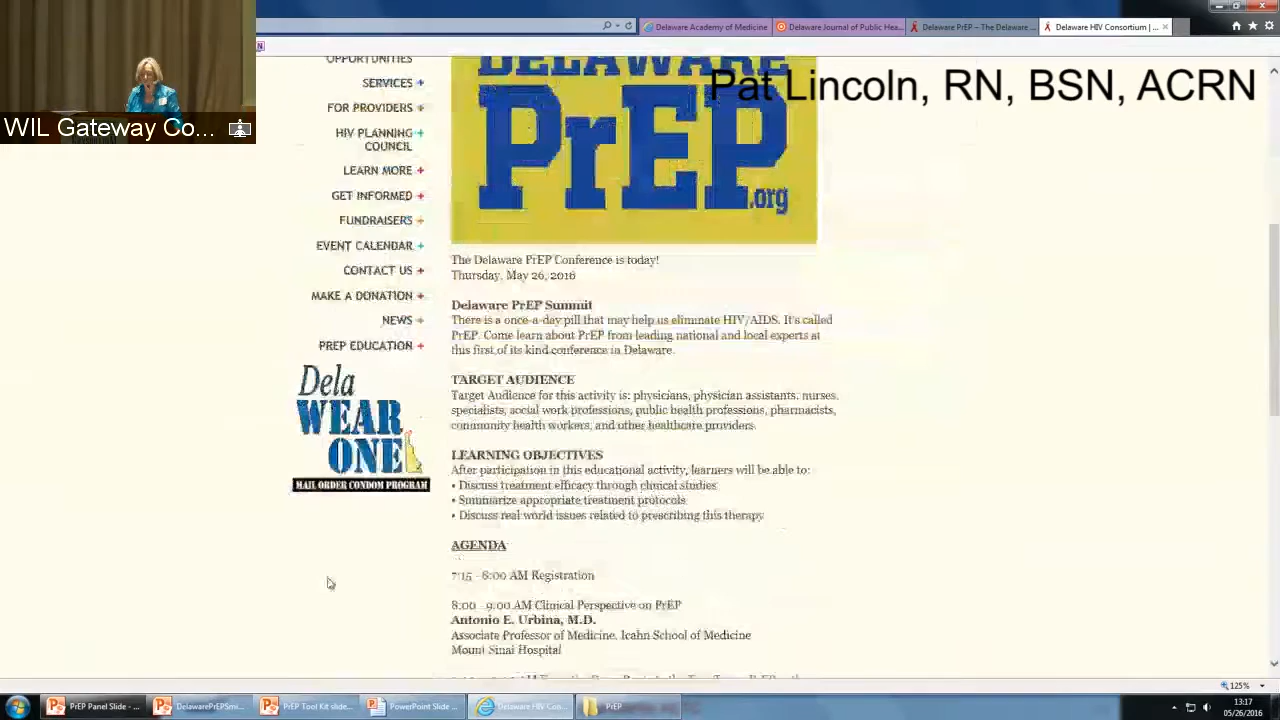 Delaware Academy of Medicine
Delaware Journal of Public Hea...
Delaware PrEP – The Delaware ...
Delaware HIV Consortium | ...
WIL Gateway Co...
Pat Lincoln, RN, BSN, ACRN
OPPORTUNITIES
SERVICES +
FOR PROVIDERS +
HIV PLANNING +
COUNCIL
LEARN MORE +
GET INFORMED +
FUNDRAISERS +
EVENT CALENDAR +
CONTACT US +
MAKE A DONATION +
NEWS +
PREP EDUCATION +
Dela
WEAR
ONE
MAIL ORDER CONDOM PROGRAM
DELAWARE
PrEP
.org
The Delaware PrEP Conference is today!
Thursday, May 26, 2016
Delaware PrEP Summit
There is a once-a-day pill that may help us eliminate HIV/AIDS. It's called
PrEP. Come learn about PrEP from leading national and local experts at
this first of its kind conference in Delaware.
TARGET AUDIENCE
Target Audience for this activity is: physicians, physician assistants, nurses,
specialists, social work professions, public health professions, pharmacists,
community health workers, and other healthcare providers.
LEARNING OBJECTIVES
After participation in this educational activity, learners will be able to:
• Discuss treatment efficacy through clinical studies
• Summarize appropriate treatment protocols
• Discuss real world issues related to prescribing this therapy
AGENDA
7:15 - 8:00 AM Registration
8:00 - 9:00 AM Clinical Perspective on PrEP
Antonio E. Urbina, M.D.
Associate Professor of Medicine, Icahn School of Medicine
Mount Sinai Hospital
125%
PrEP Panel Slide - ...
DelawarePrEPSmi...
PrEP Tool Kit slide...
PowerPoint Slide ...
Delaware HIV Con...
PrEP
13:17
05/26/2016